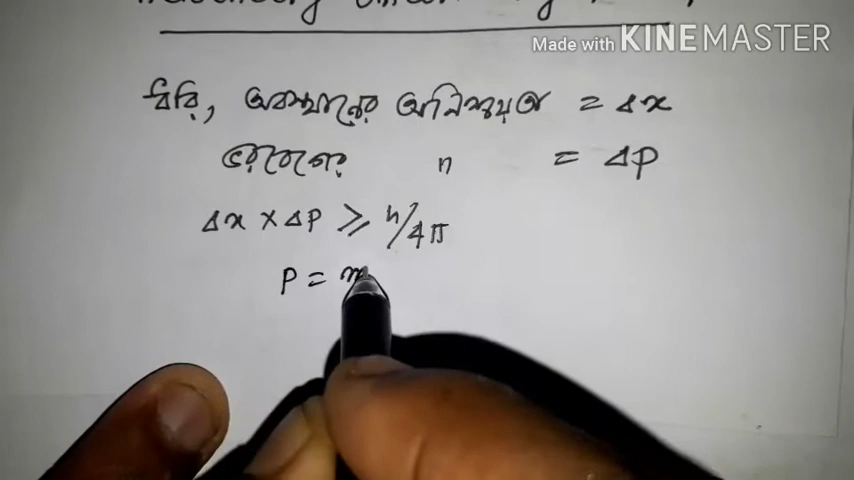 Made with KINEMASTER
ধরি, অবস্থানের অনিশ্চয়তা = Δx
ভরবেগের " = ΔP
Δx × ΔP ≥ h/4π
P = m